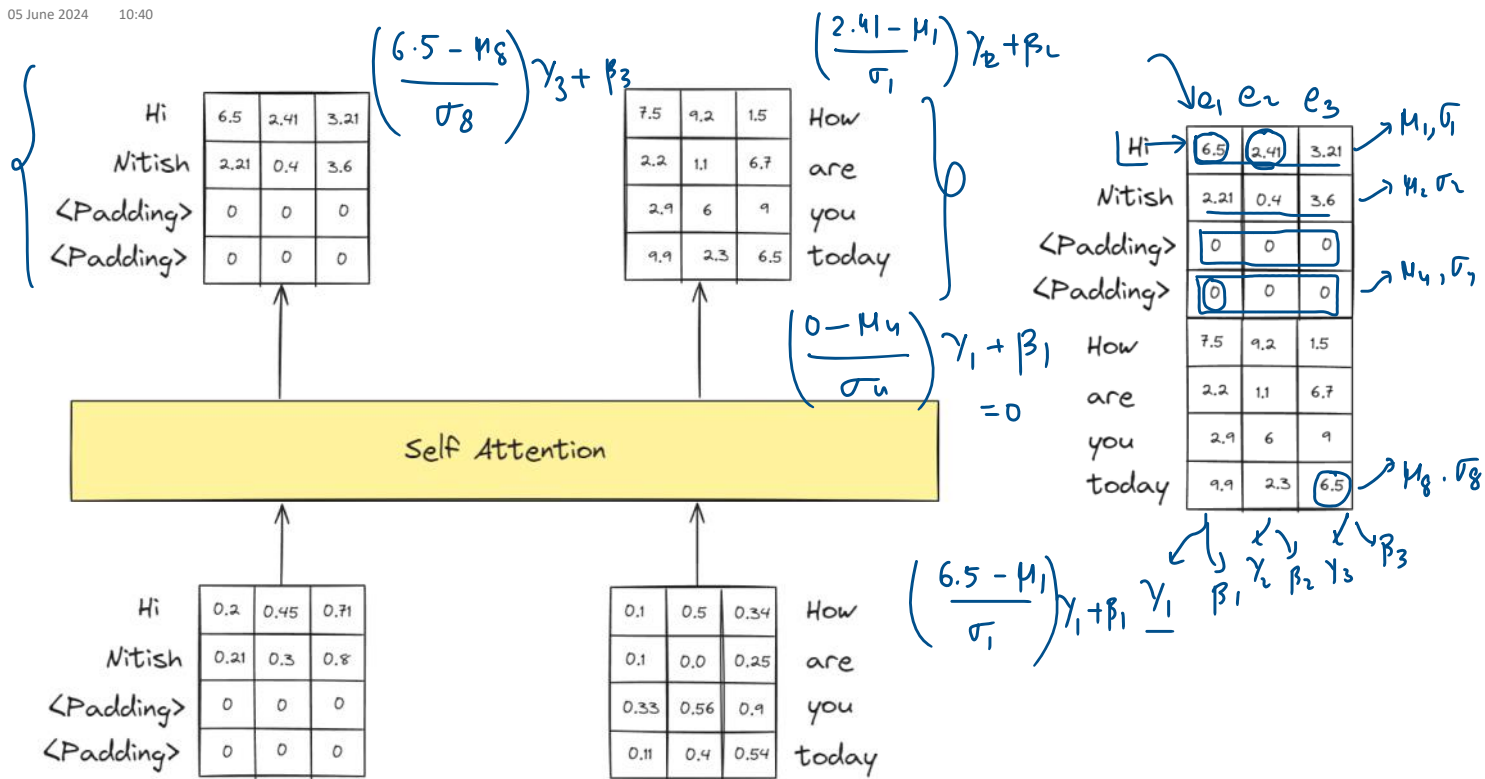 05 June 2024 10:40
(6.5 - μ8 / σ8) γ3 + β3
(2.41 - μ1 / σ1) γ2 + β2
Hi 6.5 2.41 3.21
Nitish 2.21 0.4 3.6
<Padding> 0 0 0
<Padding> 0 0 0
7.5 9.2 1.5 How
2.2 1.1 6.7 are
2.9 6 9 you
9.9 2.3 6.5 today
e1 e2 e3
Hi 6.5 2.41 3.21 μ1, σ1
Nitish 2.21 0.4 3.6 μ2 σ2
<Padding> 0 0 0
<Padding> 0 0 0 μ4,
How 7.5 9.2 1.5
are 2.2 1.1 6.7
you 2.9 6 9
today 9.9 2.3 6.5 μ8 . σ8
γ1 β1 γ2 β2 γ3 β3
(0 - μ4 / σ4) γ1 + β1
= 0
Self Attention
(6.5 - μ1 / σ1) γ1 + β1
Hi 0.2 0.45 0.71
Nitish 0.21 0.3 0.8
<Padding> 0 0 0
<Padding> 0 0 0
0.1 0.5 0.34 How
0.1 0.0 0.25 are
0.33 0.56 0.9 you
0.11 0.4 0.54 today